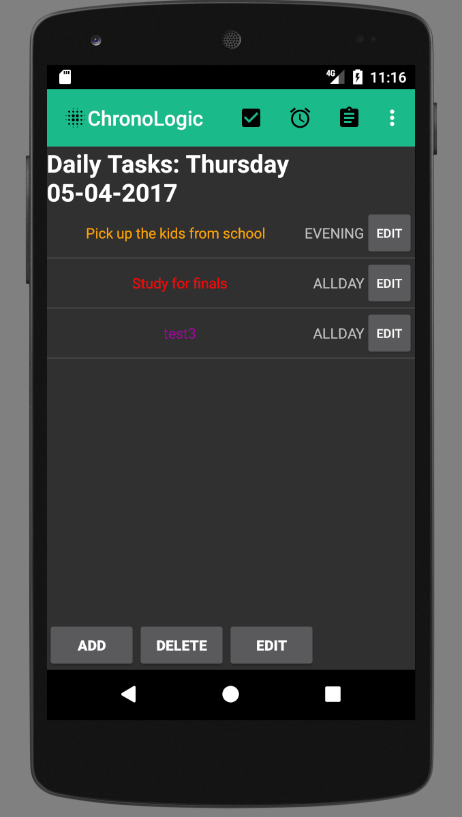 4G 11:16
ChronoLogic
Daily Tasks: Thursday
05-04-2017
Pick up the kids from school EVENING EDIT
Study for finals ALLDAY EDIT
test3 ALLDAY EDIT
ADD DELETE EDIT